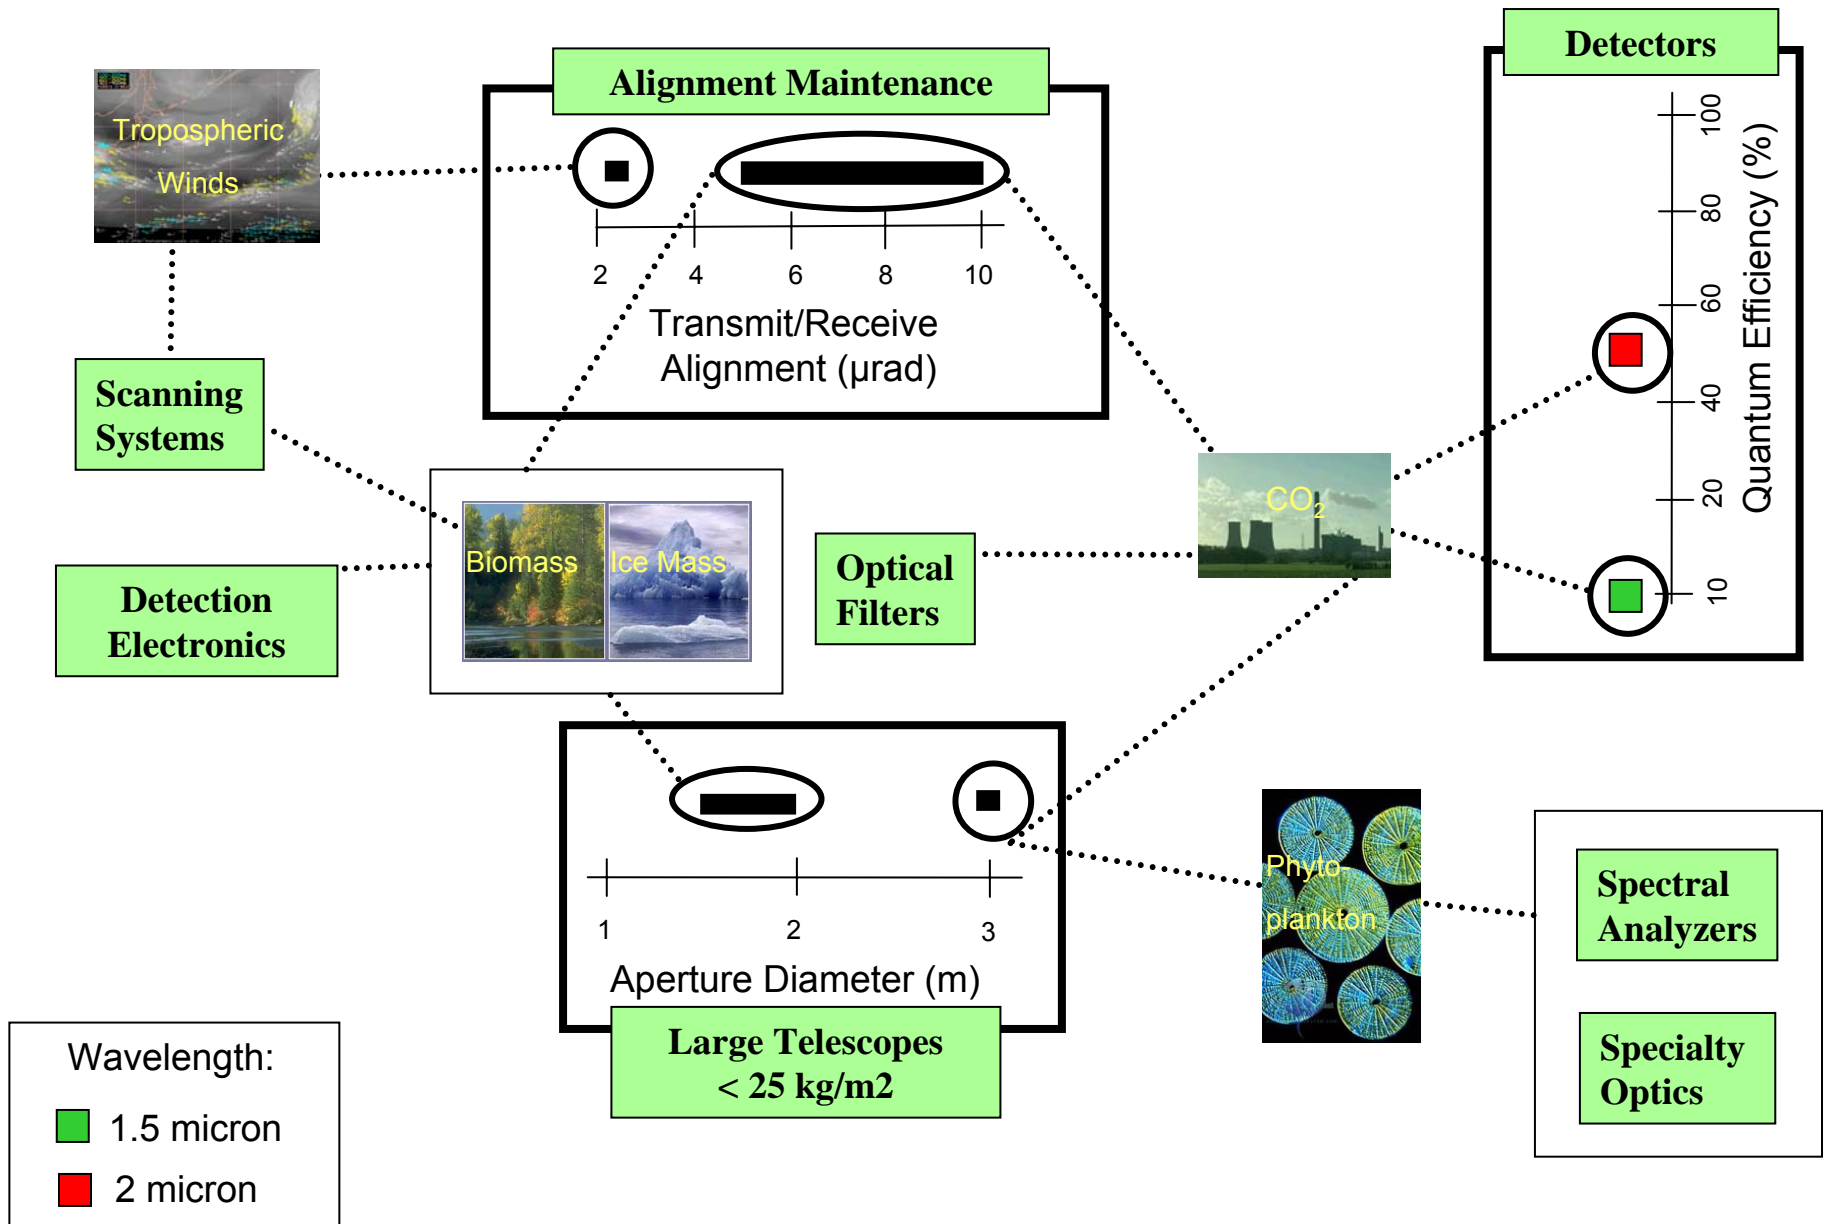 Detectors
Alignment Maintenance
Tropospheric
Winds
2 4 6 8 10
Transmit/Receive
Alignment (µrad)
100
80
60
40
20
10
Quantum Efficiency (%)
Scanning
Systems
CO2
Biomass
Ice Mass
Optical
Filters
Detection
Electronics
1 2 3
Aperture Diameter (m)
Large Telescopes
< 25 kg/m2
Phyto-
plankton
Spectral
Analyzers
Specialty
Optics
Wavelength:
1.5 micron
2 micron